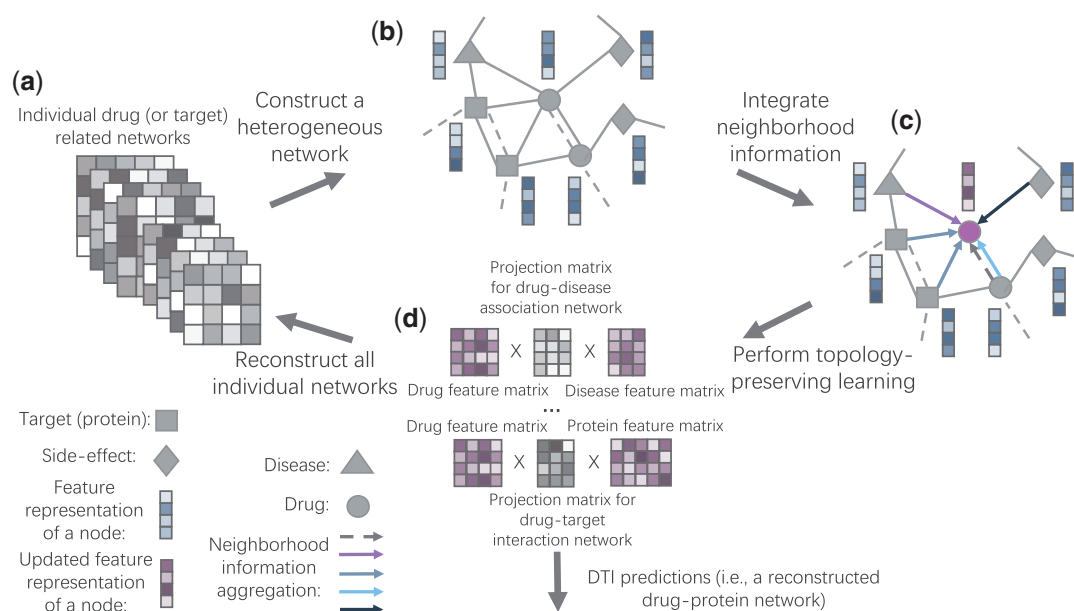 (a)
Individual drug (or target)
related networks
Construct a
heterogeneous
network
(b)
Integrate
neighborhood
information
(c)
Perform topology-
preserving learning
(d)
Projection matrix
for drug-disease
association network
X
X
Drug feature matrix
Disease feature matrix
...
Drug feature matrix
Protein feature matrix
X
X
Projection matrix for
drug-target
interaction network
DTI predictions (i.e., a reconstructed
drug-protein network)
Reconstruct all
individual networks
Target (protein):
Side-effect:
Feature
representation
of a node:
Updated feature
representation
of a node:
Disease:
Drug:
Neighborhood
information
aggregation: